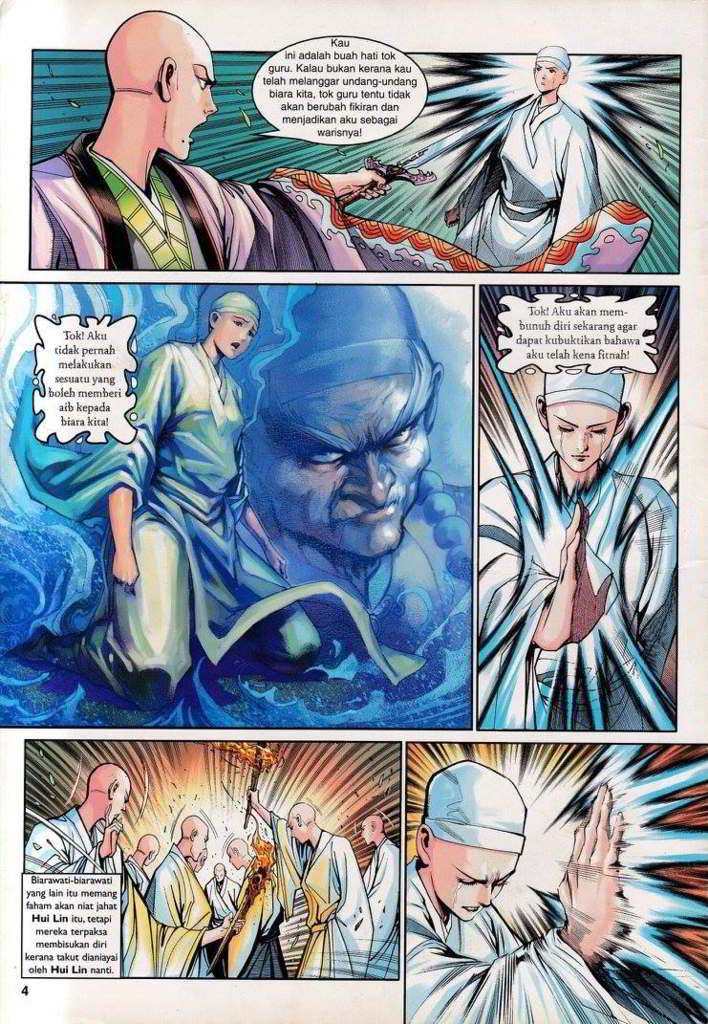 Kau
ini adalah buah hati tok
guru. Kalau bukan kerana kau
telah melanggar undang-undang
biara kita, tok guru tentu tidak
akan berubah fikiran dan
menjadikan aku sebagai
warisnya!
Tok! Aku
tidak pernah
melakukan
sesuatu yang
boleh memberi
aib kepada
biara kita!
Tok! Aku akan mem-
bunuh diri sekarang agar
dapat kubuktikan bahawa
aku telah kena fitnah!
Biarawati-biarawati
yang lain itu memang
faham akan niat jahat
Hui Lin itu, tetapi
mereka terpaksa
membisukan diri
kerana takut dianiayai
oleh Hui Lin nanti.
4